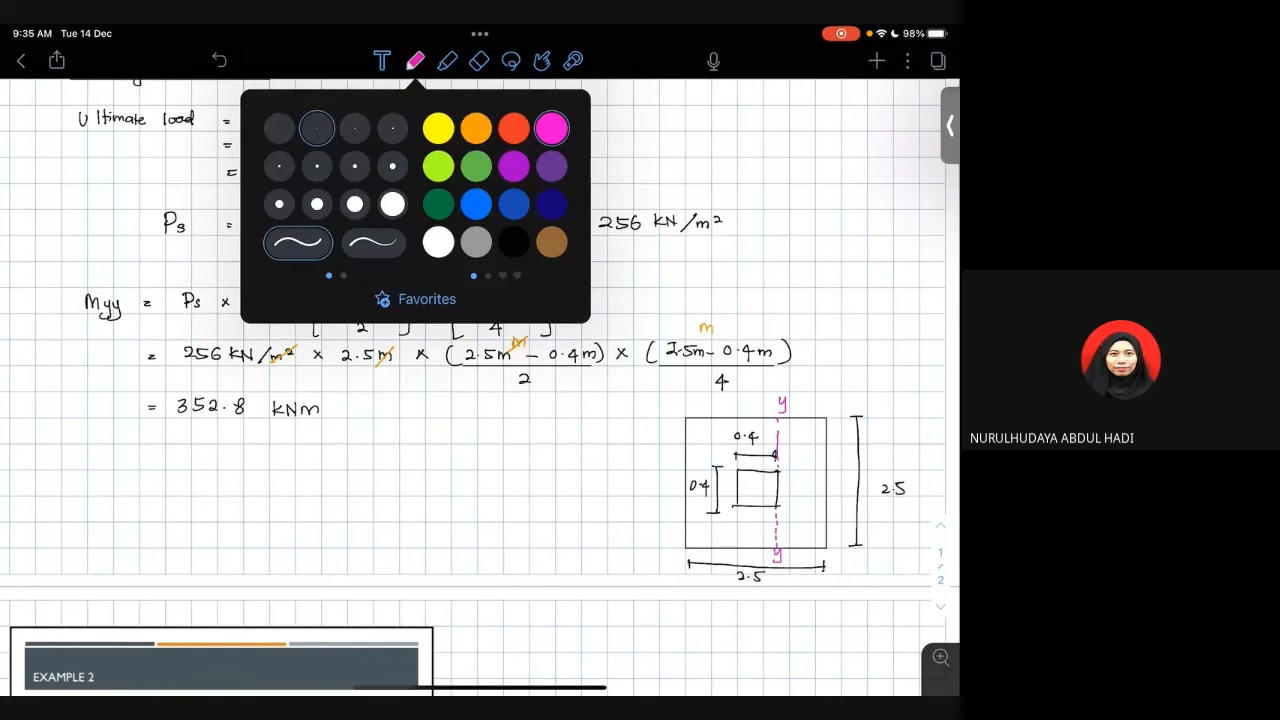 9:35 AM Tue 14 Dec
98%
T
Ultimate load =
=
=
Ps =
256 KN/m²
Favorites
Myy = Ps ×
2 4
m
= 256 KN/m² × 2.5m × (2.5m - 0.4m) × (2.5m - 0.4m)
m
2 4
= 352.8 KNm
y
0.4
0.4
2.5
y
2.5
1
/
2
EXAMPLE 2
NURULHUDAYA ABDUL HADI